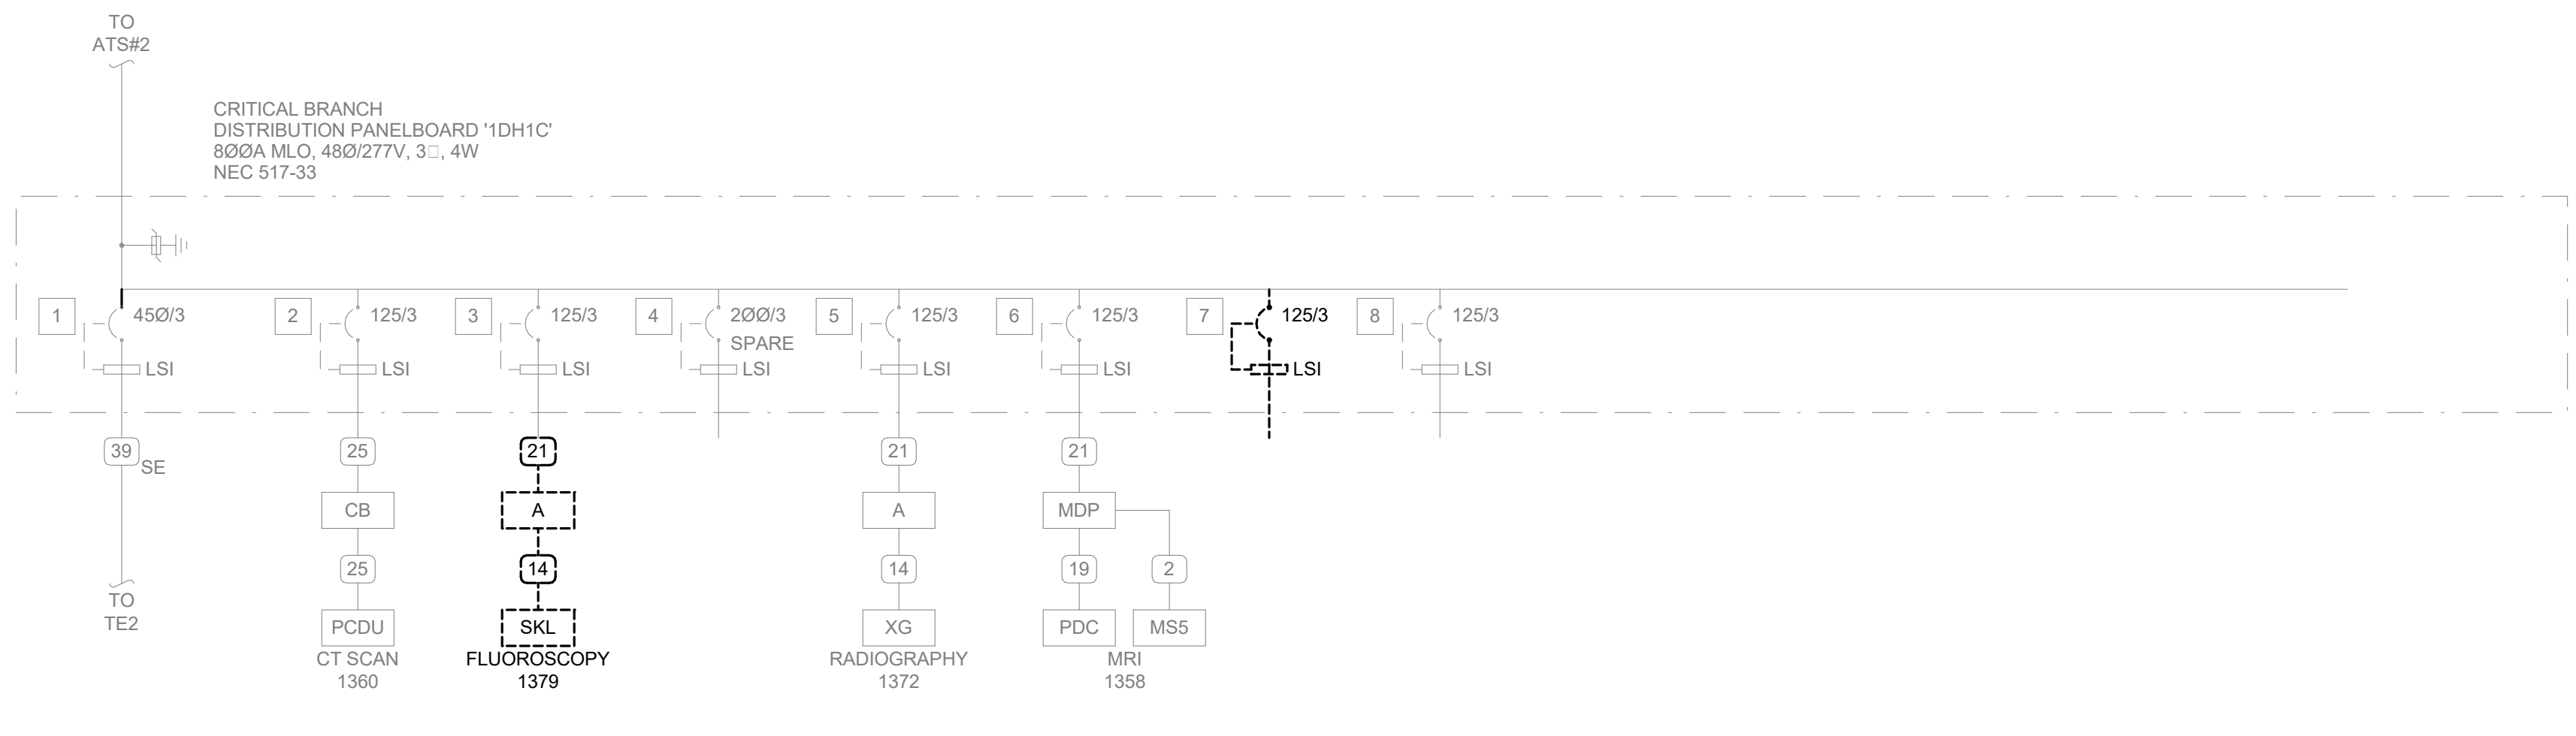 TO
ATS#2
CRITICAL BRANCH
DISTRIBUTION PANELBOARD '1DH1C'
8ØØA MLO, 48Ø/277V, 3□, 4W
NEC 517-33
1
45Ø/3
LSI
2
125/3
LSI
3
125/3
LSI
4
2ØØ/3
SPARE
LSI
5
125/3
LSI
6
125/3
LSI
7
125/3
LSI
8
125/3
LSI
39
SE
TO
TE2
25
CB
25
PCDU
CT SCAN
1360
21
A
14
SKL
FLUOROSCOPY
1379
21
A
14
XG
RADIOGRAPHY
1372
21
MDP
19
2
PDC
MS5
MRI
1358